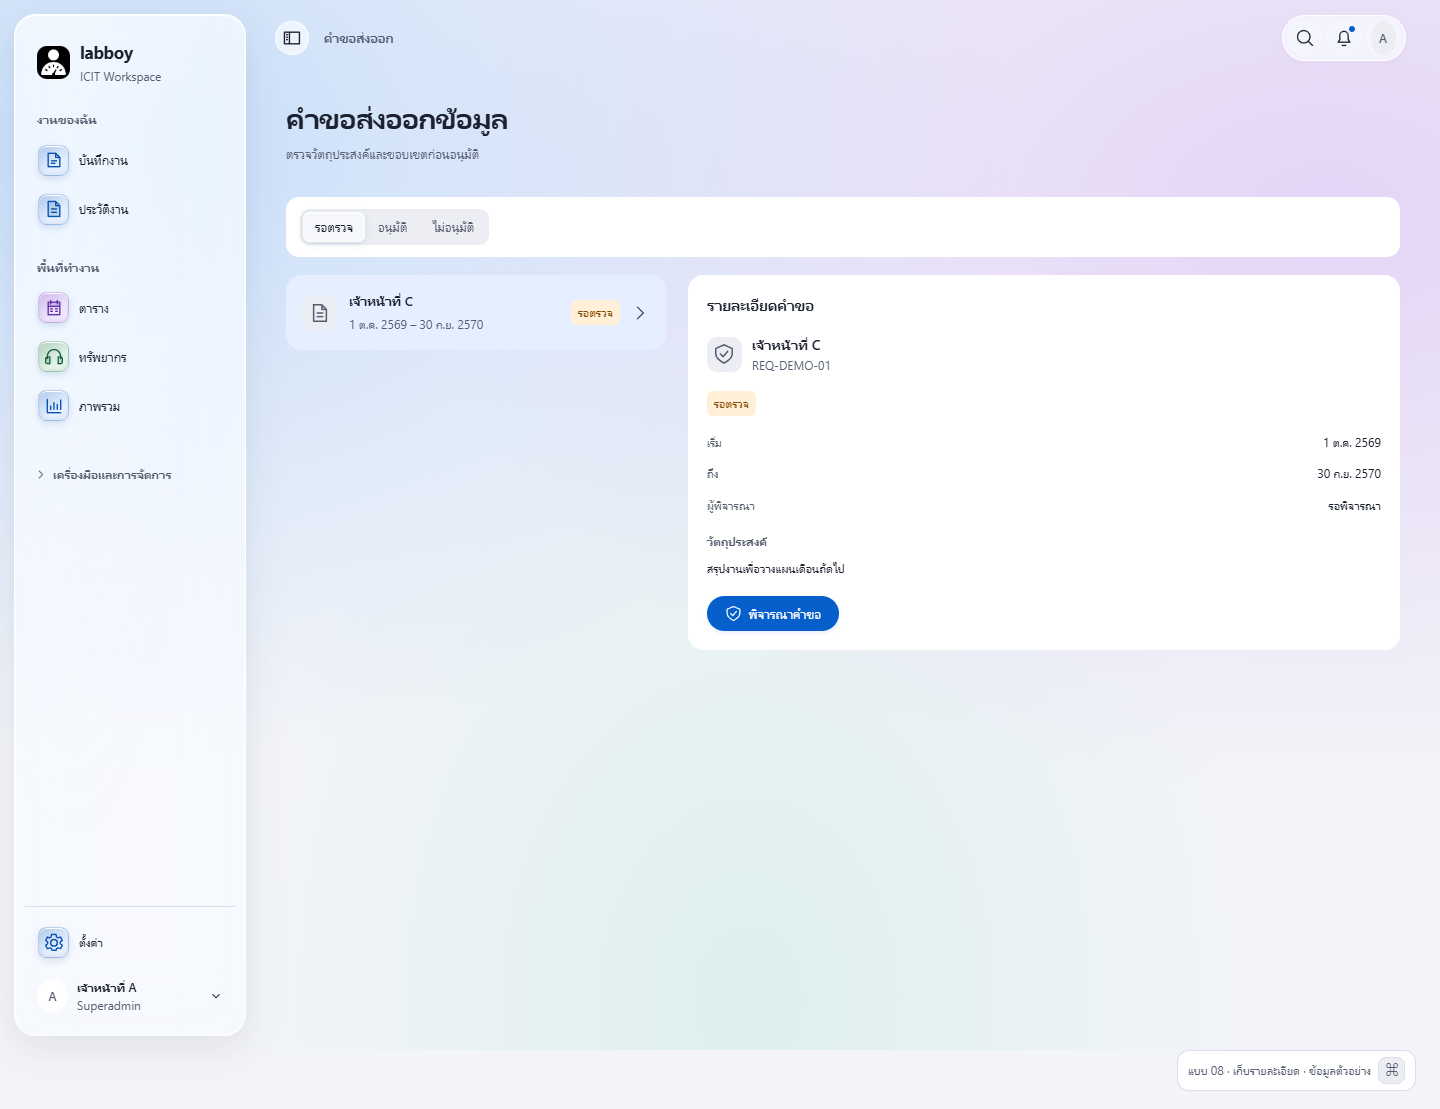 labboy
ICIT Workspace
งานของฉัน
บันทึกงาน
ประวัติงาน
พื้นที่ทำงาน
ตาราง
ทรัพยากร
ภาพรวม
เครื่องมือและการจัดการ
ตั้งค่า
A
เจ้าหน้าที่ A
Superadmin
คำขอส่งออก
A
คำขอส่งออกข้อมูล
ตรวจวัตถุประสงค์และขอบเขตก่อนอนุมัติ
รอตรวจ อนุมัติ ไม่อนุมัติ
เจ้าหน้าที่ C
1 ต.ค. 2569 – 30 ก.ย. 2570
รอตรวจ
รายละเอียดคำขอ
เจ้าหน้าที่ C
REQ-DEMO-01
รอตรวจ
เริ่ม 1 ต.ค. 2569
ถึง 30 ก.ย. 2570
ผู้พิจารณา รอพิจารณา
วัตถุประสงค์
สรุปงานเพื่อวางแผนเดือนถัดไป
พิจารณาคำขอ
แบบ 08 · เก็บรายละเอียด · ข้อมูลตัวอย่าง ⌘